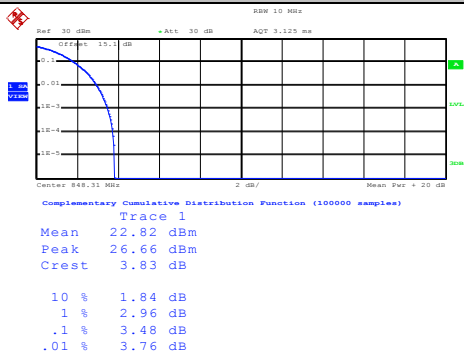 RBW 10 MHz
Ref 30 dBm * Att 30 dB AQT 3.125 ms
Offset 15.1 dB
0.1
A
1 SA
VIEW
0.01
1E-3
LVL
1E-4
1E-5
3DB
Center 848.31 MHz 2 dB/ Mean Pwr + 20 dB
Complementary Cumulative Distribution Function (100000 samples)
Trace 1
Mean 22.82 dBm
Peak 26.66 dBm
Crest 3.83 dB
10 % 1.84 dB
1 % 2.96 dB
.1 % 3.48 dB
.01 % 3.76 dB